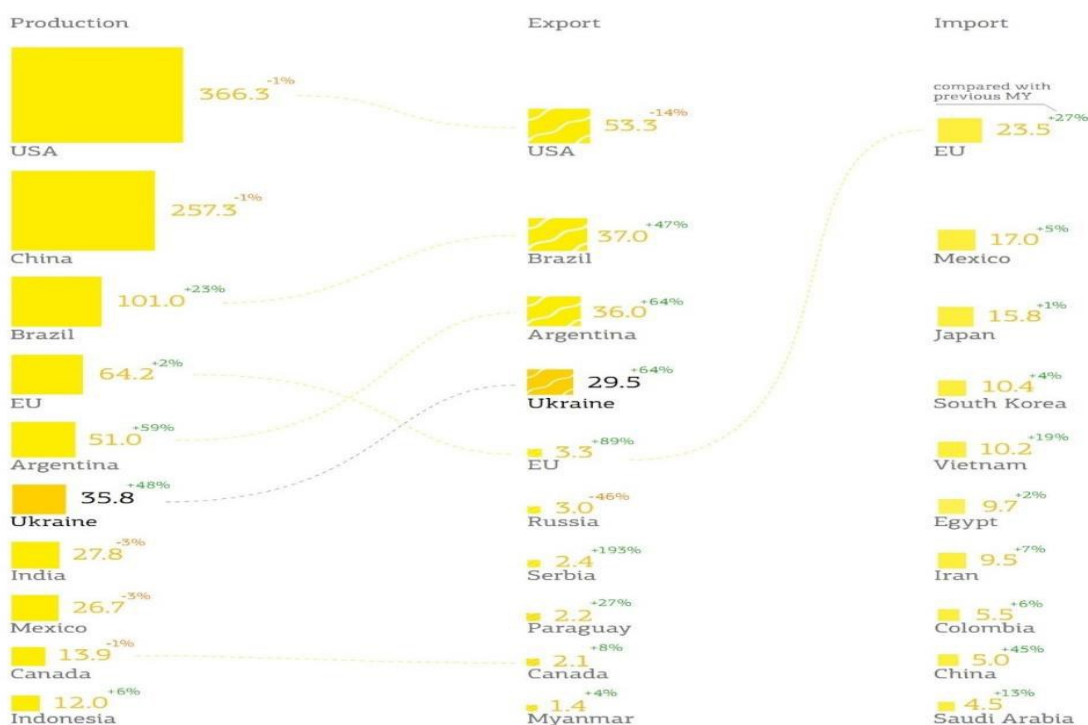 Production
366.3 -1%
USA
257.3 -1%
China
101.0 +23%
Brazil
64.2 +2%
EU
51.0 +59%
Argentina
35.8 +48%
Ukraine
27.8 -3%
India
26.7 -3%
Mexico
13.9 -1%
Canada
12.0 +6%
Indonesia
Export
53.3 -14%
USA
37.0 +47%
Brazil
36.0 +64%
Argentina
29.5 +64%
Ukraine
3.3 +89%
EU
3.0 -46%
Russia
2.4 +193%
Serbia
2.2 +27%
Paraguay
2.1 +8%
Canada
1.4 +4%
Myanmar
Import
compared with
previous MY
23.5 +27%
EU
17.0 +5%
Mexico
15.8 +1%
Japan
10.4 +4%
South Korea
10.2 +19%
Vietnam
9.7 +2%
Egypt
9.5 +7%
Iran
5.5 +6%
Colombia
5.0 +45%
China
4.5 +13%
Saudi Arabia